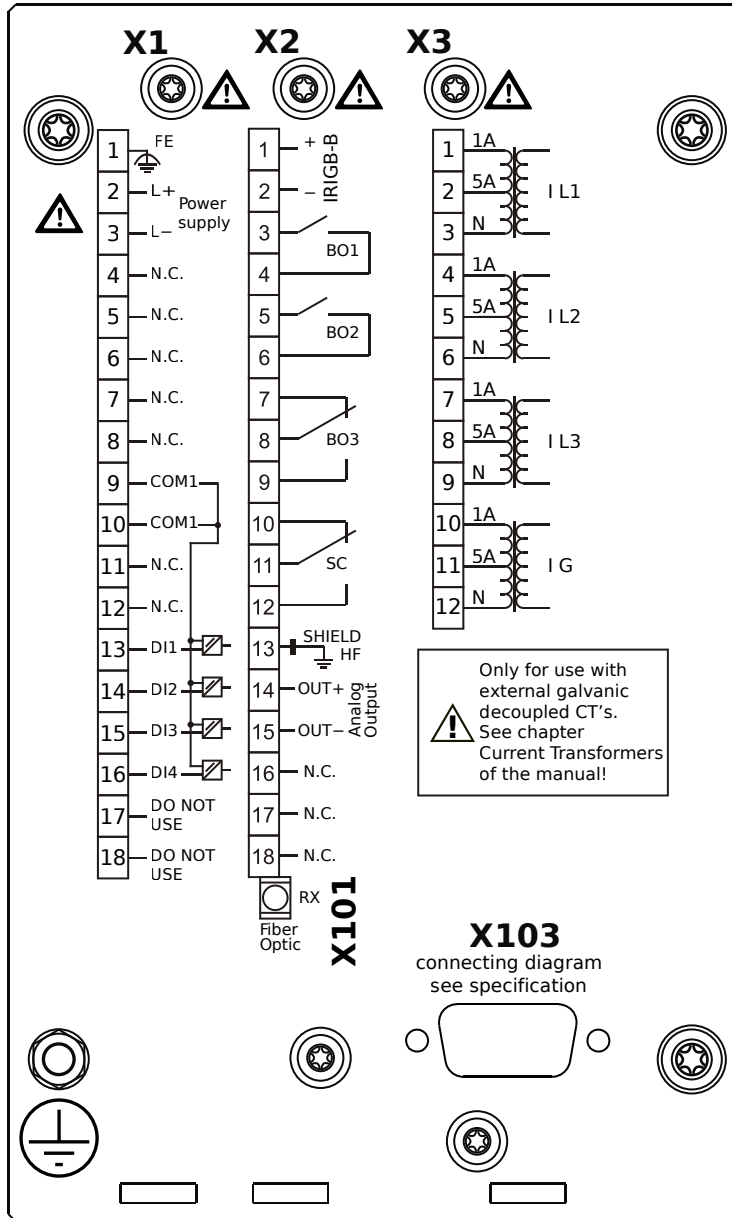 X1
X2
X3
1 FE
2 L+
Power
supply
3 L−
4 N.C.
5 N.C.
6 N.C.
7 N.C.
8 N.C.
9 COM1
10 COM1
11 N.C.
12 N.C.
13 DI1
14 DI2
15 DI3
16 DI4
17 DO NOT
USE
18 DO NOT
USE
1 +
IRIGB-B
2 −
3
BO1
4
5
BO2
6
7
8 BO3
9
10
11 SC
12
13 SHIELD
HF
14 OUT+
15 OUT−
Analog
Output
16 N.C.
17 N.C.
18 N.C.
RX
Fiber
Optic
X101
1 1A
2 5A I L1
3 N
4 1A
5 5A I L2
6 N
7 1A
8 5A I L3
9 N
10 1A
11 5A I G
12 N
Only for use with
external galvanic
decoupled CT's.
See chapter
Current Transformers
of the manual!
X103
connecting diagram
see specification